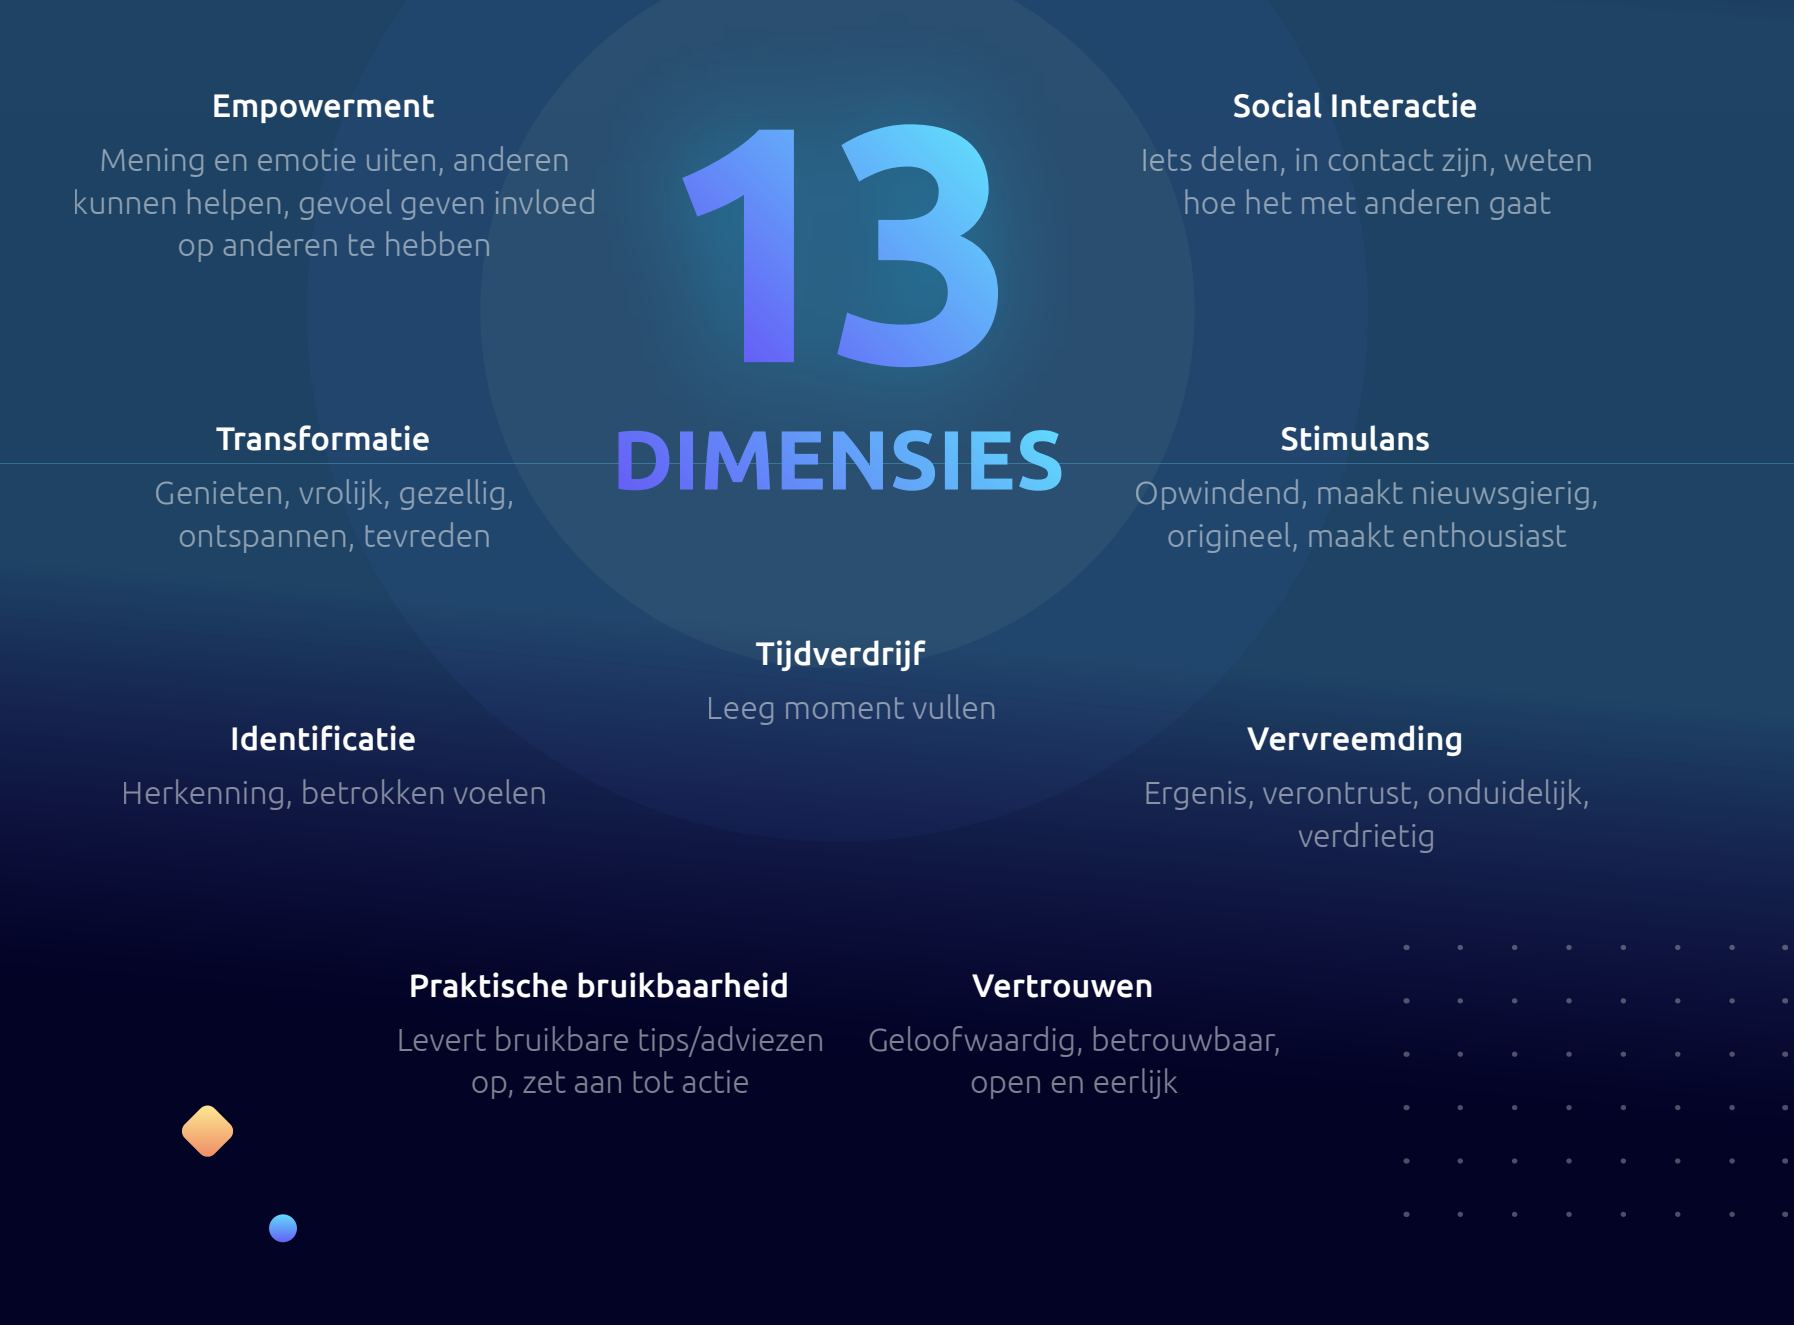 Empowerment
Mening en emotie uiten, anderen
kunnen helpen, gevoel geven invloed
op anderen te hebben
13
DIMENSIES
Social Interactie
Iets delen, in contact zijn, weten
hoe het met anderen gaat
Transformatie
Genieten, vrolijk, gezellig,
ontspannen, tevreden
Stimulans
Opwindend, maakt nieuwsgierig,
origineel, maakt enthousiast
Tijdverdrijf
Leeg moment vullen
Identificatie
Herkenning, betrokken voelen
Vervreemding
Ergenis, verontrust, onduidelijk,
verdrietig
Praktische bruikbaarheid
Levert bruikbare tips/adviezen
op, zet aan tot actie
Vertrouwen
Geloofwaardig, betrouwbaar,
open en eerlijk